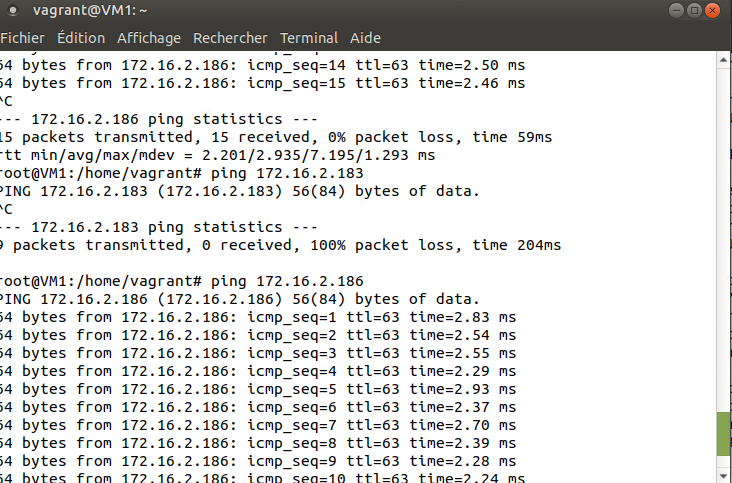 vagrant@VM1: ~
Fichier Édition Affichage Rechercher Terminal Aide
64 bytes from 172.16.2.186: icmp_seq=14 ttl=63 time=2.50 ms
64 bytes from 172.16.2.186: icmp_seq=15 ttl=63 time=2.46 ms
^C
--- 172.16.2.186 ping statistics ---
15 packets transmitted, 15 received, 0% packet loss, time 59ms
rtt min/avg/max/mdev = 2.201/2.935/7.195/1.293 ms
root@VM1:/home/vagrant# ping 172.16.2.183
PING 172.16.2.183 (172.16.2.183) 56(84) bytes of data.
^C
--- 172.16.2.183 ping statistics ---
9 packets transmitted, 0 received, 100% packet loss, time 204ms
root@VM1:/home/vagrant# ping 172.16.2.186
PING 172.16.2.186 (172.16.2.186) 56(84) bytes of data.
64 bytes from 172.16.2.186: icmp_seq=1 ttl=63 time=2.83 ms
64 bytes from 172.16.2.186: icmp_seq=2 ttl=63 time=2.54 ms
64 bytes from 172.16.2.186: icmp_seq=3 ttl=63 time=2.55 ms
64 bytes from 172.16.2.186: icmp_seq=4 ttl=63 time=2.29 ms
64 bytes from 172.16.2.186: icmp_seq=5 ttl=63 time=2.93 ms
64 bytes from 172.16.2.186: icmp_seq=6 ttl=63 time=2.37 ms
64 bytes from 172.16.2.186: icmp_seq=7 ttl=63 time=2.70 ms
64 bytes from 172.16.2.186: icmp_seq=8 ttl=63 time=2.39 ms
64 bytes from 172.16.2.186: icmp_seq=9 ttl=63 time=2.28 ms
64 bytes from 172.16.2.186: icmp_seq=10 ttl=63 time=2.24 ms